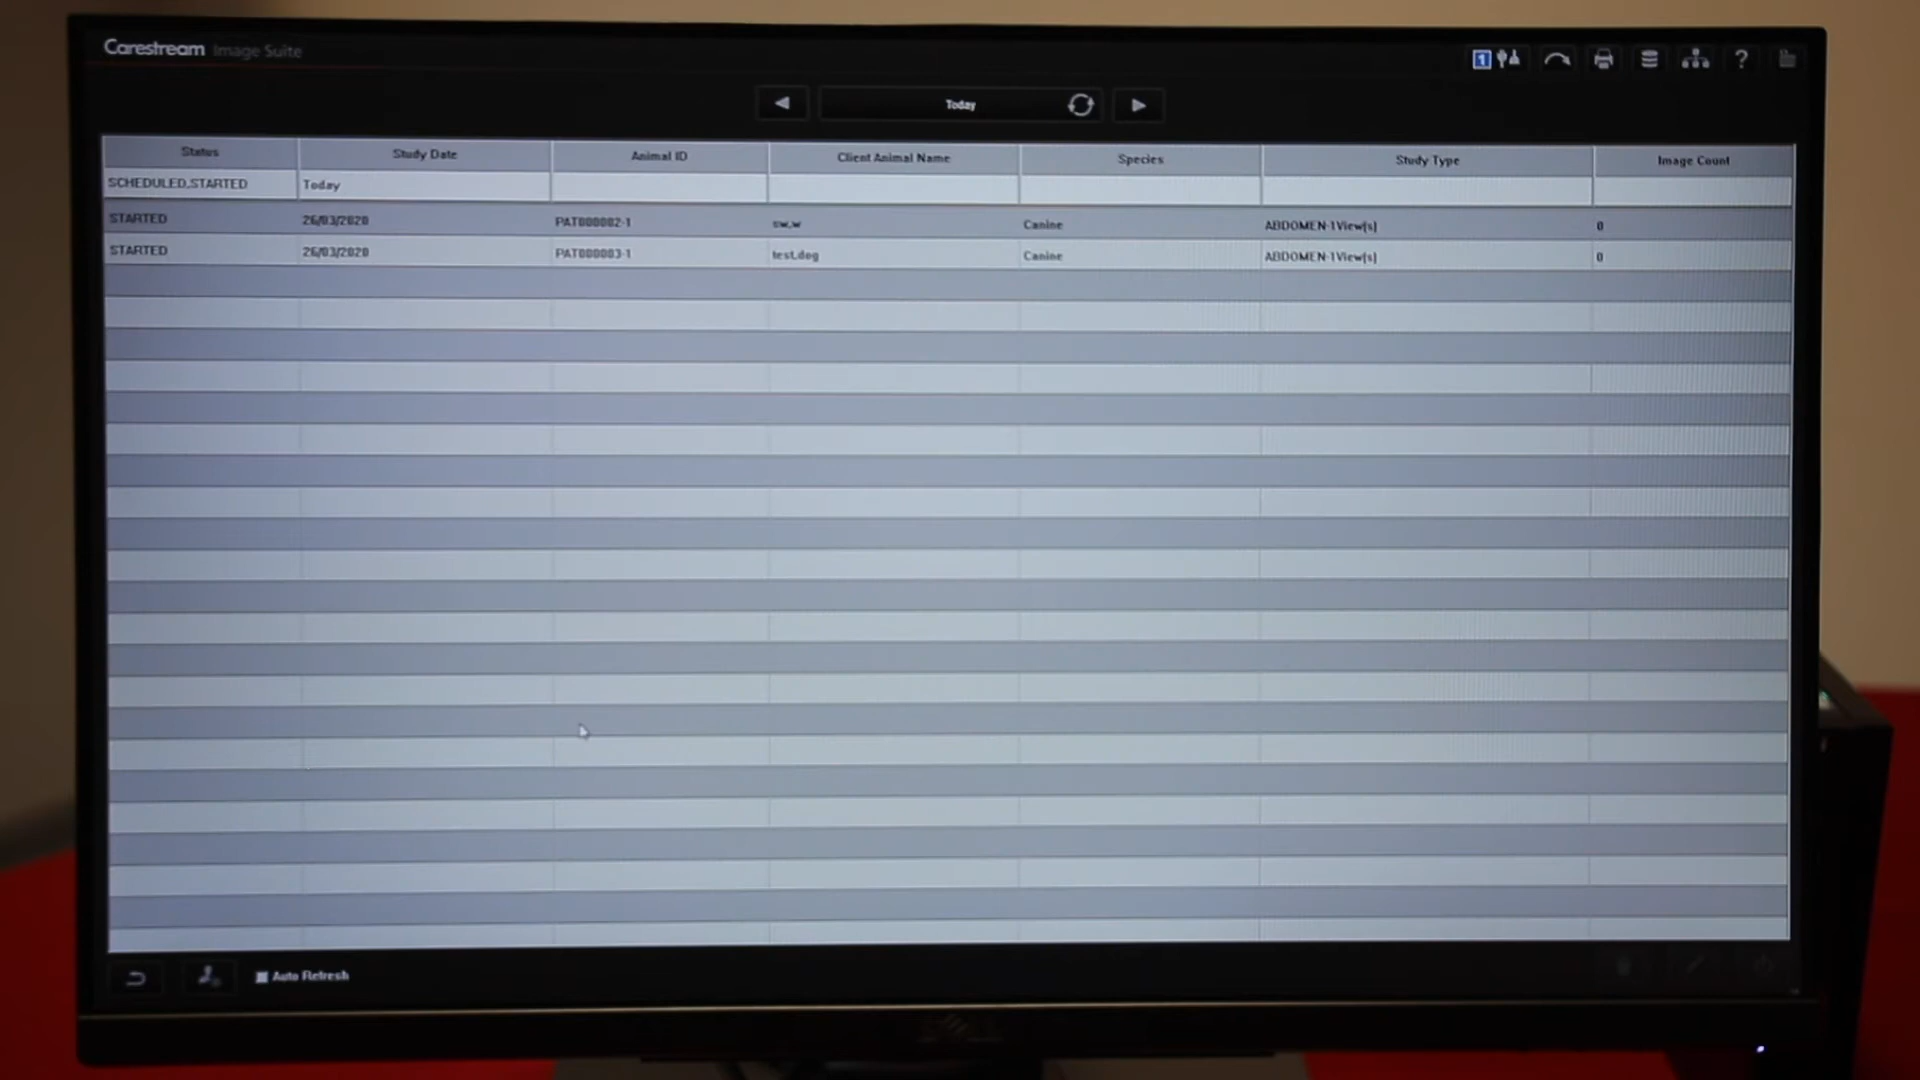 Carestream Image Suite
1
?
Today
Status Study Date Animal ID Client Animal Name Species Study Type Image Count
SCHEDULED,STARTED Today
STARTED 26/03/2020 PAT000002-1 Canine ABDOMEN-1View(s) 0
STARTED 26/03/2020 PAT000003-1 test,dog Canine ABDOMEN-1View(s) 0
Auto Refresh
DELL